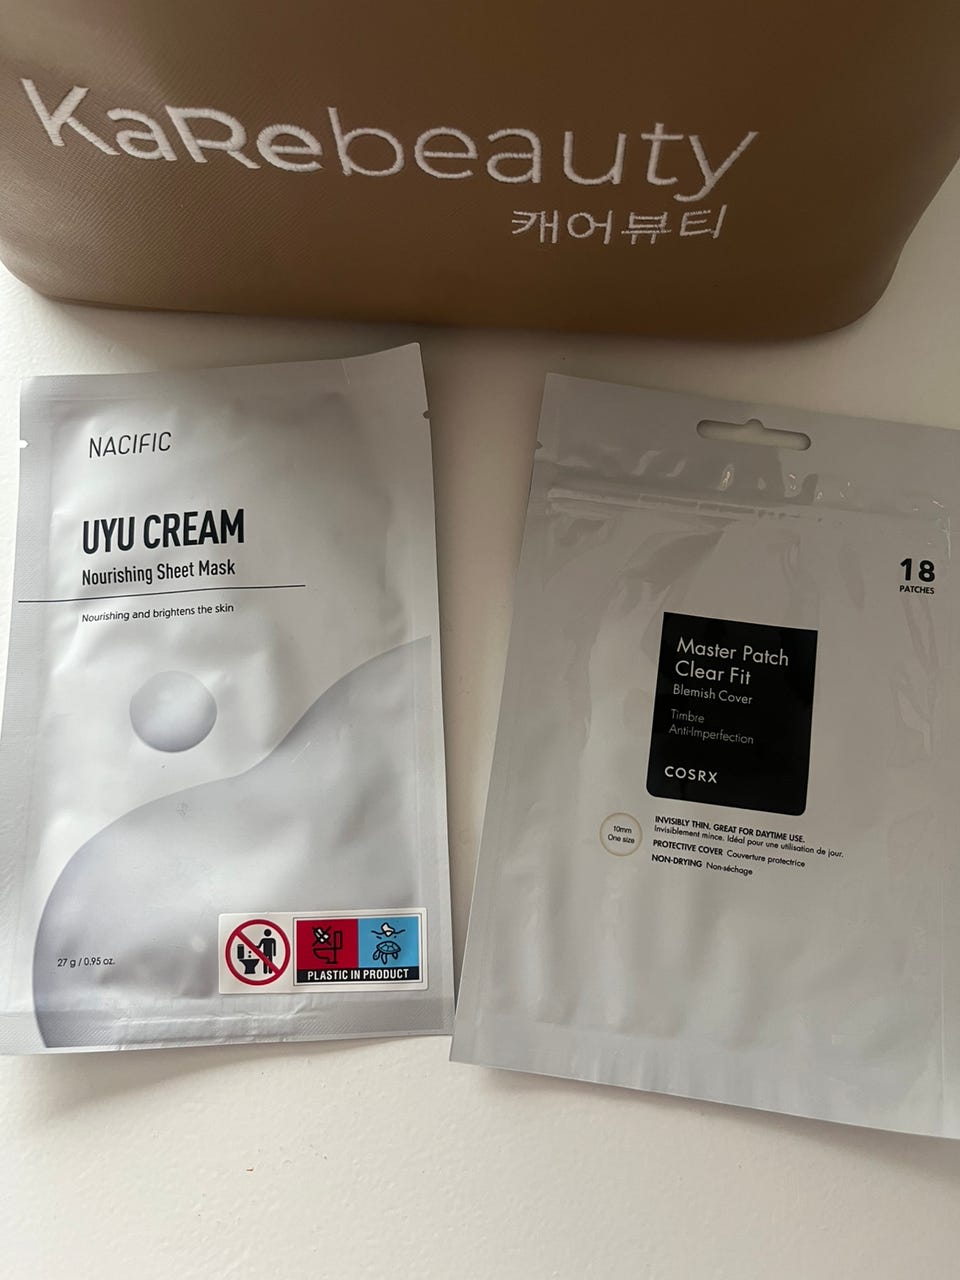 KaRebeauty
캐어뷰티
NACIFIC
UYU CREAM
Nourishing Sheet Mask
Nourishing and brightens the skin
27 g / 0.95 oz.
PLASTIC IN PRODUCT
18
PATCHES
Master Patch
Clear Fit
Blemish Cover
Timbre
Anti-Imperfection
COSRX
10mm
One size
INVISIBLY THIN. GREAT FOR DAYTIME USE.
Invisiblement mince. Idéal pour une utilisation de jour.
PROTECTIVE COVER Couverture protectrice
NON-DRYING Non-séchage